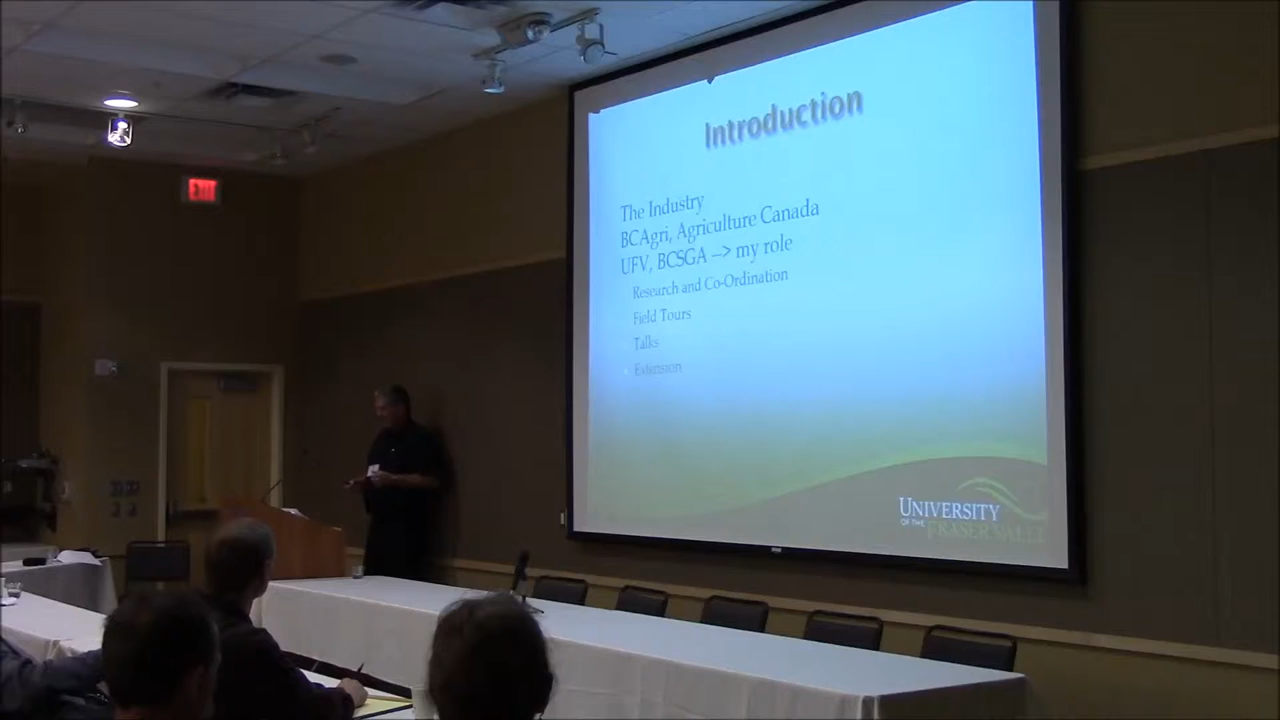 EXIT
Introduction
The Industry
BCAgri, Agriculture Canada
UFV, BCSGA --> my role
Research and Co-Ordination
Field Tours
Talks
Extension
UNIVERSITY
OF THE FRASER VALLEY